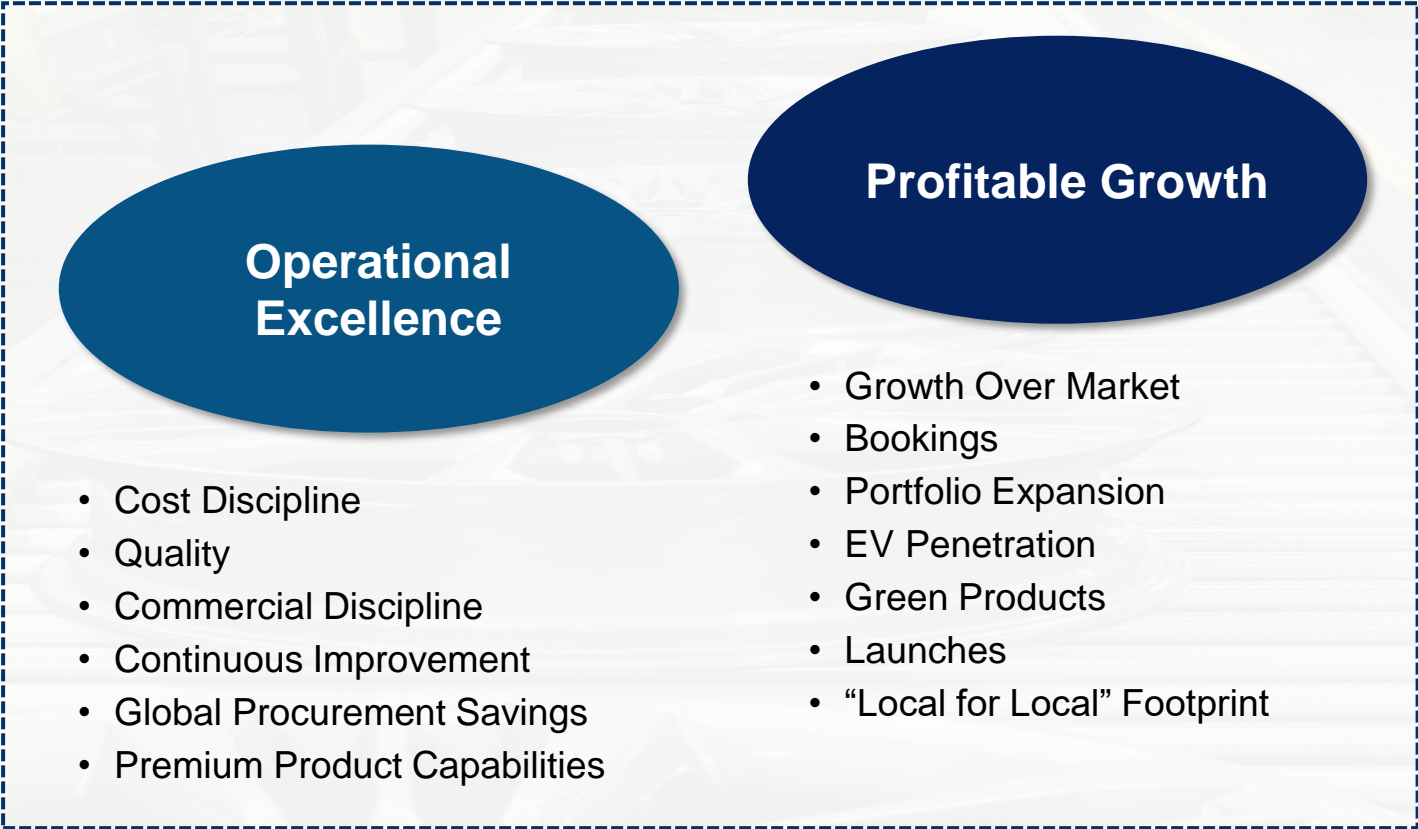 Operational
Excellence
• Cost Discipline
• Quality
• Commercial Discipline
• Continuous Improvement
• Global Procurement Savings
• Premium Product Capabilities
Profitable Growth
• Growth Over Market
• Bookings
• Portfolio Expansion
• EV Penetration
• Green Products
• Launches
• “Local for Local” Footprint